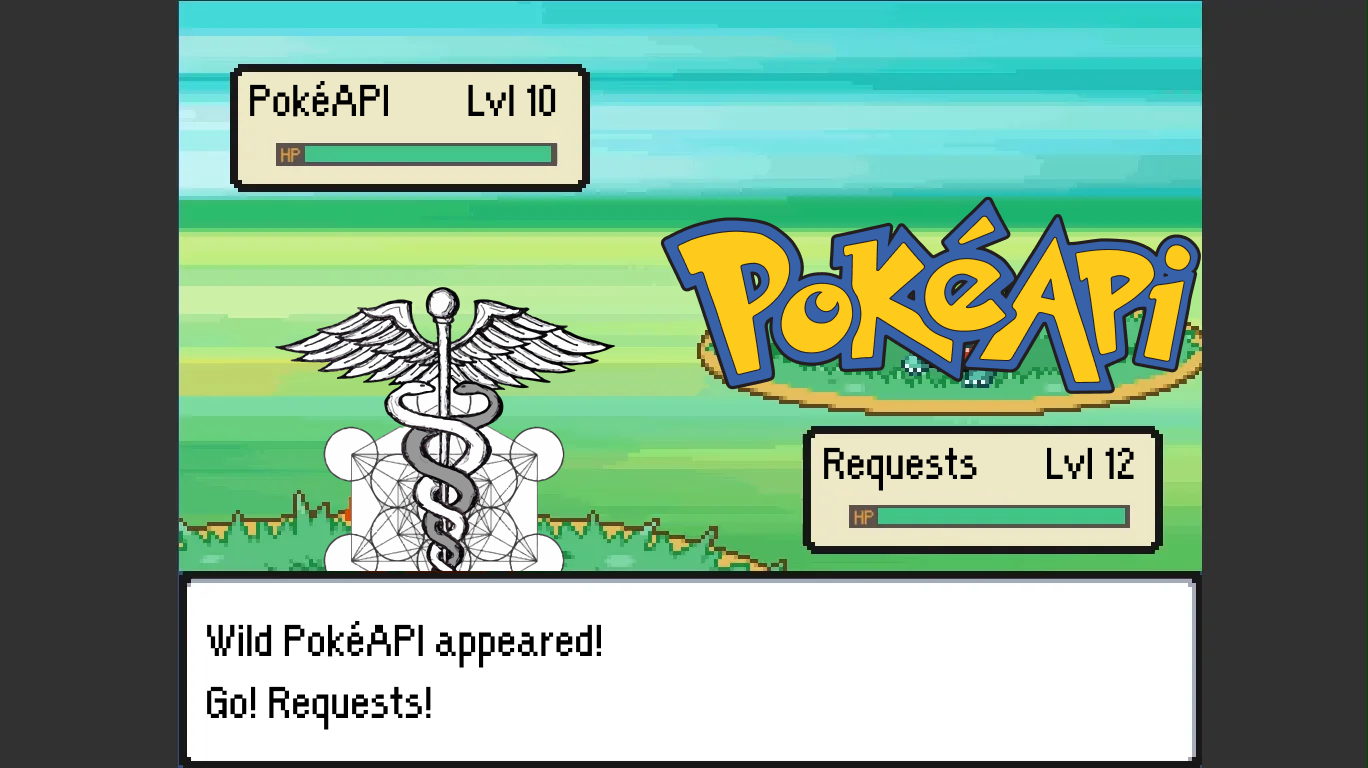 PokéAPI Lvl 10
HP
PokéAPi
Requests Lvl 12
HP
Wild PokéAPI appeared!
Go! Requests!